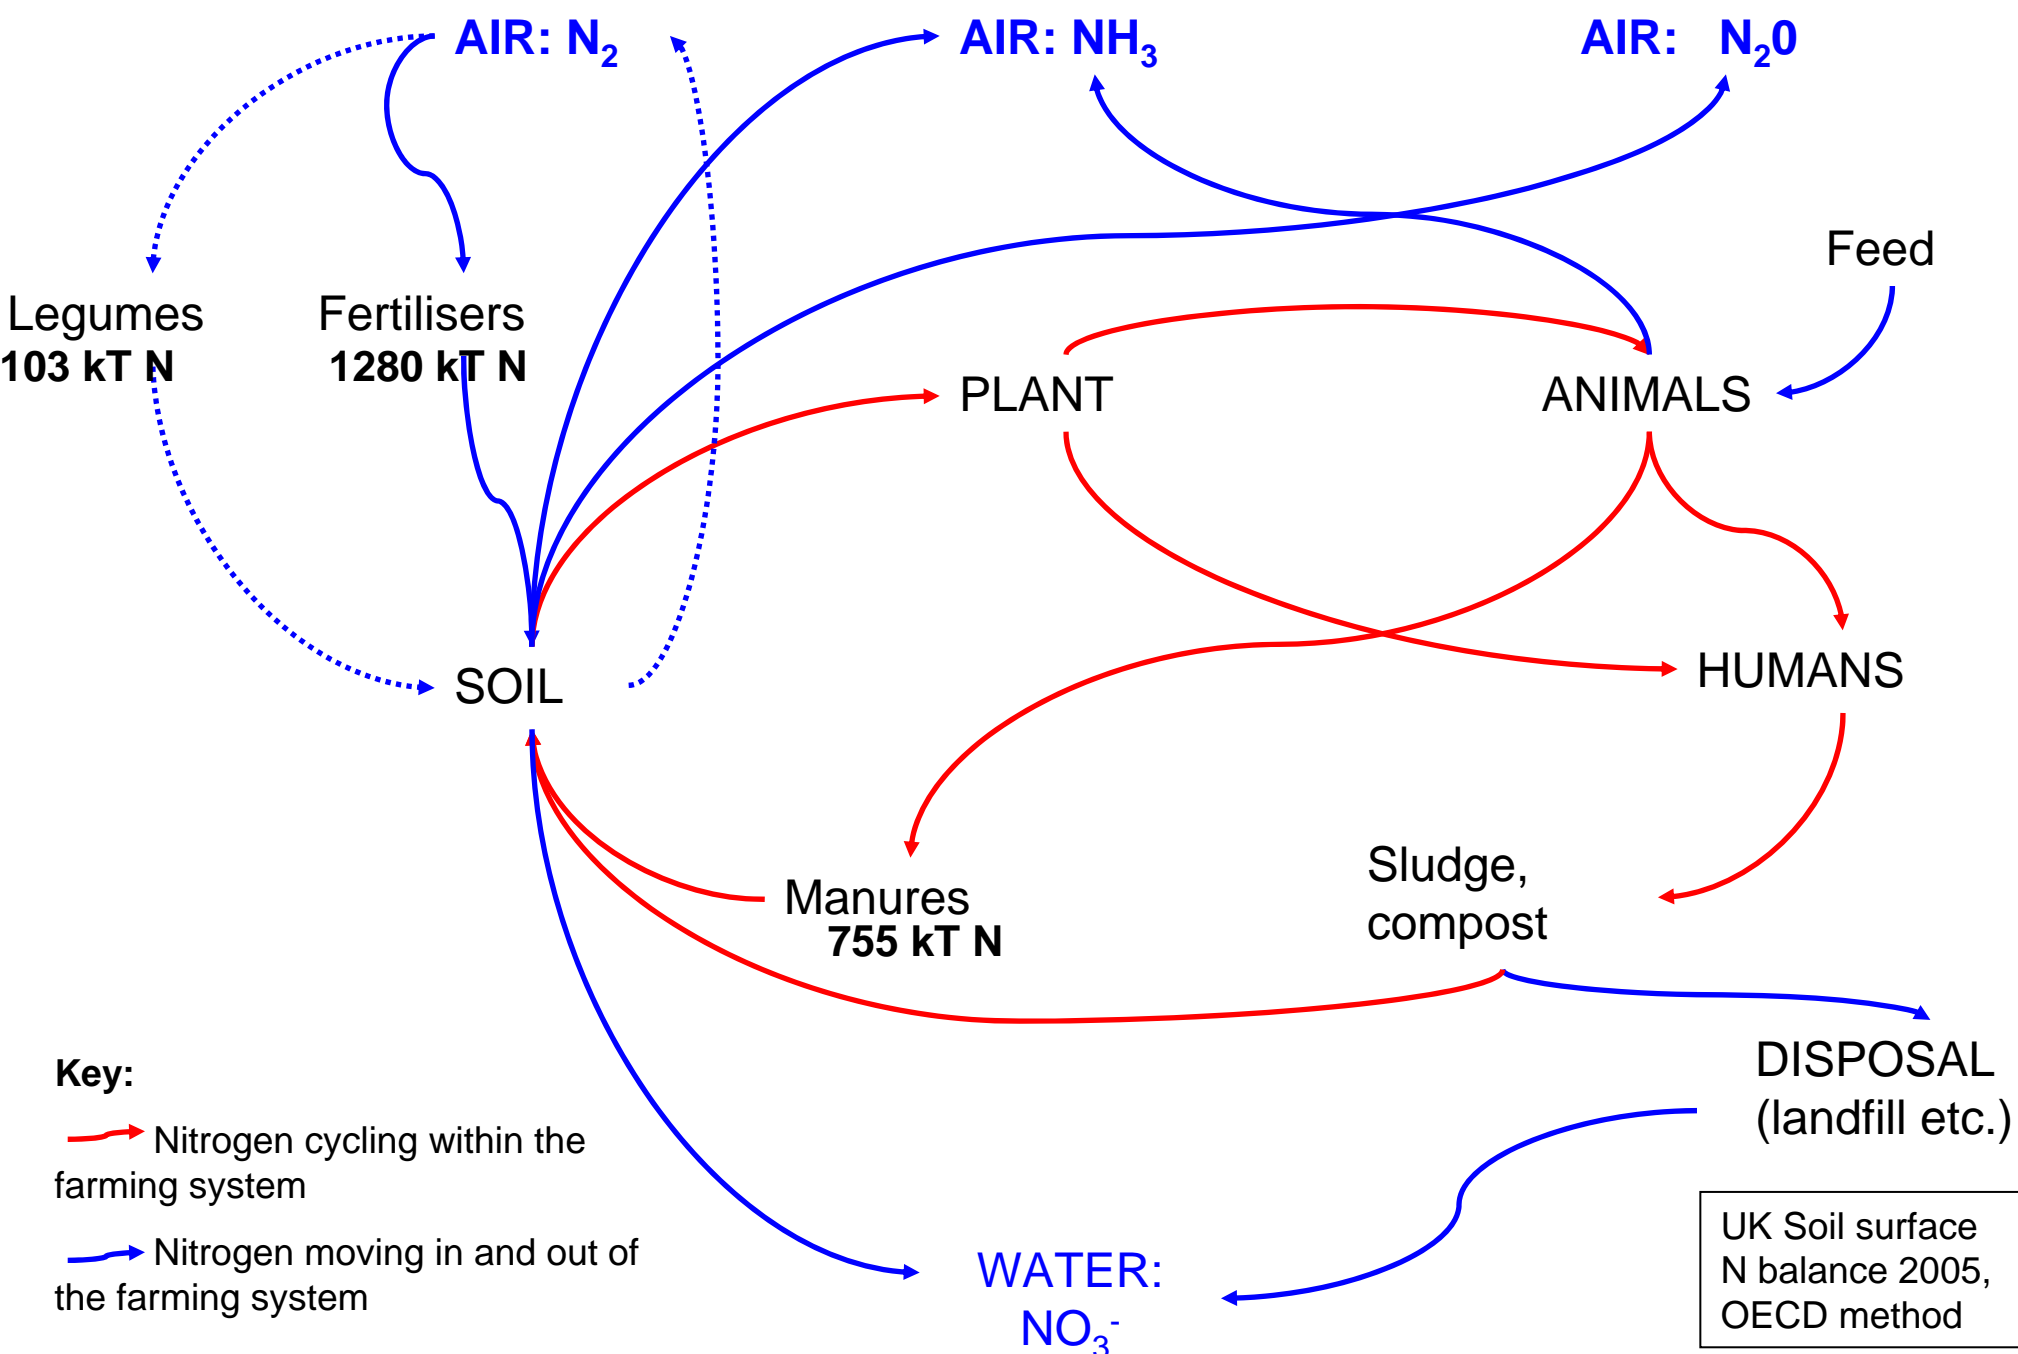 AIR: N₂
AIR: NH₃
AIR: N₂0
Feed
Legumes
103 kT N
Fertilisers
1280 kT N
PLANT
ANIMALS
SOIL
HUMANS
Manures
755 kT N
Sludge,
compost
DISPOSAL
(landfill etc.)
Key:
Nitrogen cycling within the
farming system
Nitrogen moving in and out of
the farming system
WATER:
NO₃⁻
UK Soil surface
N balance 2005,
OECD method